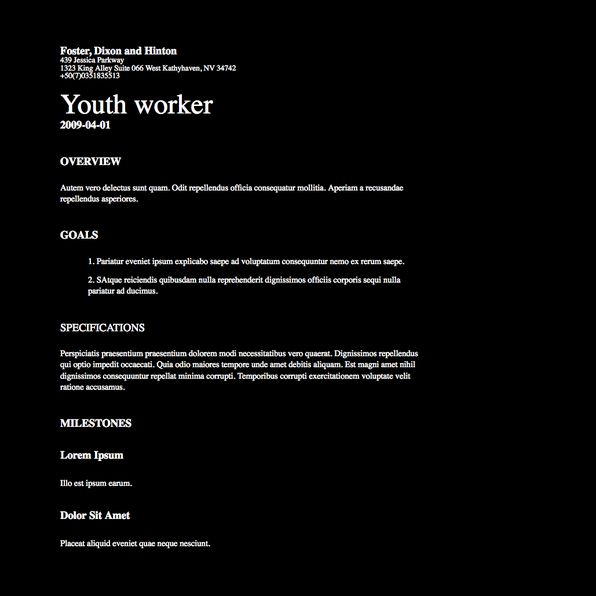 Foster, Dixon and Hinton
439 Jessica Parkway
1323 King Alley Suite 066 West Kathyhaven, NV 34742
+50(7)0351835513
Youth worker
2009-04-01
OVERVIEW
Autem vero delectus sunt quam. Odit repellendus officia consequatur mollitia. Aperiam a recusandae
repellendus asperiores.
GOALS
1. Pariatur eveniet ipsum explicabo saepe ad voluptatum consequuntur nemo ex rerum saepe.
2. SAtque reiciendis quibusdam nulla reprehenderit dignissimos officiis corporis sequi nulla
pariatur ad ducimus.
SPECIFICATIONS
Perspiciatis praesentium praesentium dolorem modi necessitatibus vero quaerat. Dignissimos repellendus
qui optio impedit occaecati. Quia odio maiores tempore unde amet debitis aliquam. Est magni amet nihil
dignissimos consequuntur repellat minima corrupti. Temporibus corrupti exercitationem voluptate velit
ratione accusamus.
MILESTONES
Lorem Ipsum
Illo est ipsum earum.
Dolor Sit Amet
Placeat aliquid eveniet quae neque nesciunt.